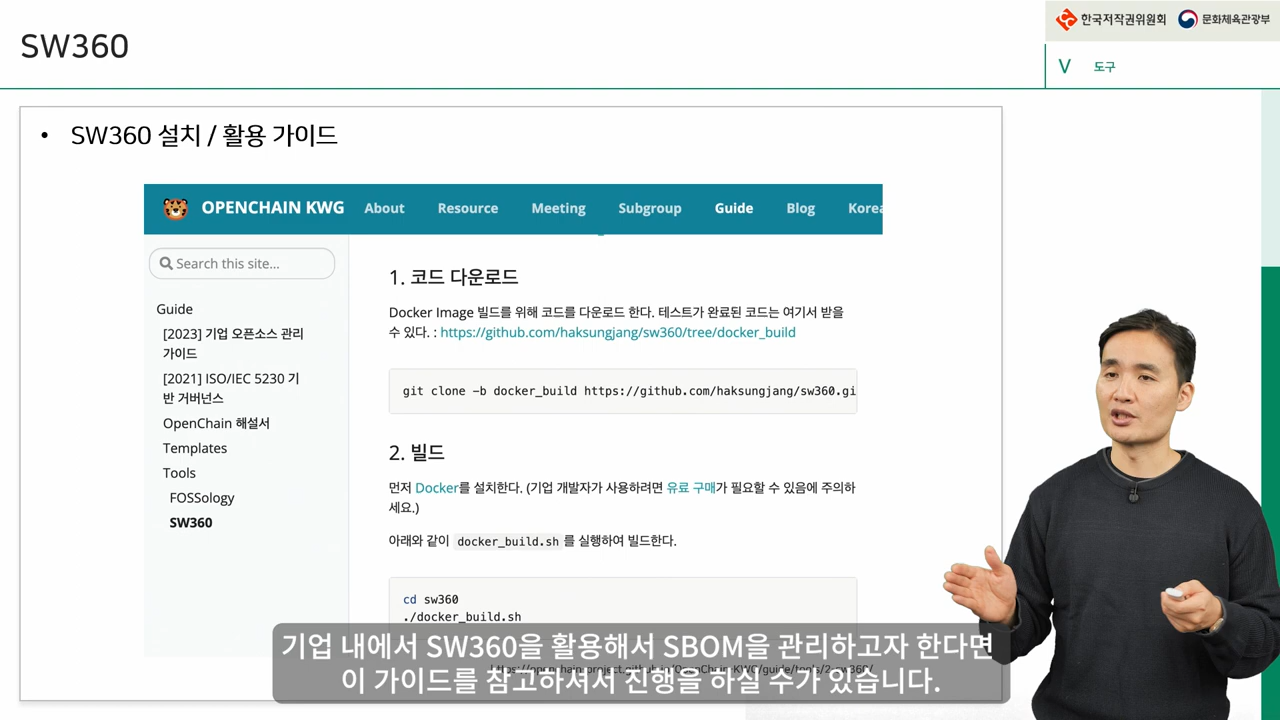 SW360
한국저작권위원회
문화체육관광부
V 도구
• SW360 설치 / 활용 가이드
OPENCHAIN KWG About Resource Meeting Subgroup Guide Blog Korea
Search this site...
Guide
[2023] 기업 오픈소스 관리
가이드
[2021] ISO/IEC 5230 기
반 거버넌스
OpenChain 해설서
Templates
Tools
FOSSology
SW360
1. 코드 다운로드
Docker Image 빌드를 위해 코드를 다운로드 한다. 테스트가 완료된 코드는 여기서 받을
수 있다. : https://github.com/haksungjang/sw360/tree/docker_build
git clone -b docker_build https://github.com/haksungjang/sw360.gi
2. 빌드
먼저 Docker를 설치한다. (기업 개발자가 사용하려면 유료 구매가 필요할 수 있음에 주의하
세요.)
아래와 같이 docker_build.sh 를 실행하여 빌드한다.
cd sw360
./docker_build.sh
기업 내에서 SW360을 활용해서 SBOM을 관리하고자 한다면
이 가이드를 참고하셔서 진행을 하실 수가 있습니다.